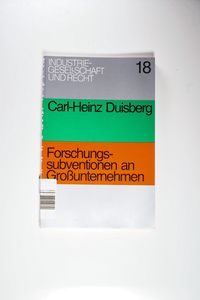 INDUSTRIE-
GESELLSCHAFT
UND RECHT
18
Carl-Heinz Duisberg
Forschungs-
subventionen an
Großunternehmen